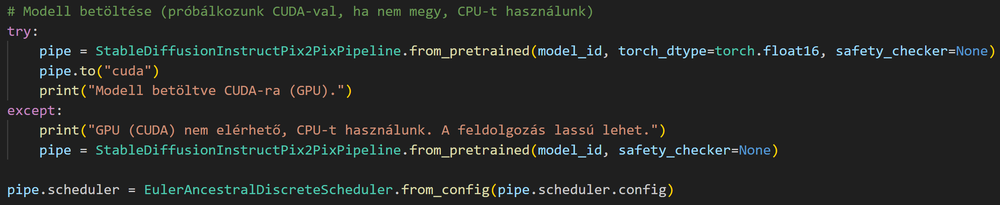 # Modell betöltése (próbálkozunk CUDA-val, ha nem megy, CPU-t használunk)
try:
    pipe = StableDiffusionInstructPix2PixPipeline.from_pretrained(model_id, torch_dtype=torch.float16, safety_checker=None)
    pipe.to("cuda")
    print("Modell betöltve CUDA-ra (GPU).")
except:
    print("GPU (CUDA) nem elérhető, CPU-t használunk. A feldolgozás lassú lehet.")
    pipe = StableDiffusionInstructPix2PixPipeline.from_pretrained(model_id, safety_checker=None)
pipe.scheduler = EulerAncestralDiscreteScheduler.from_config(pipe.scheduler.config)